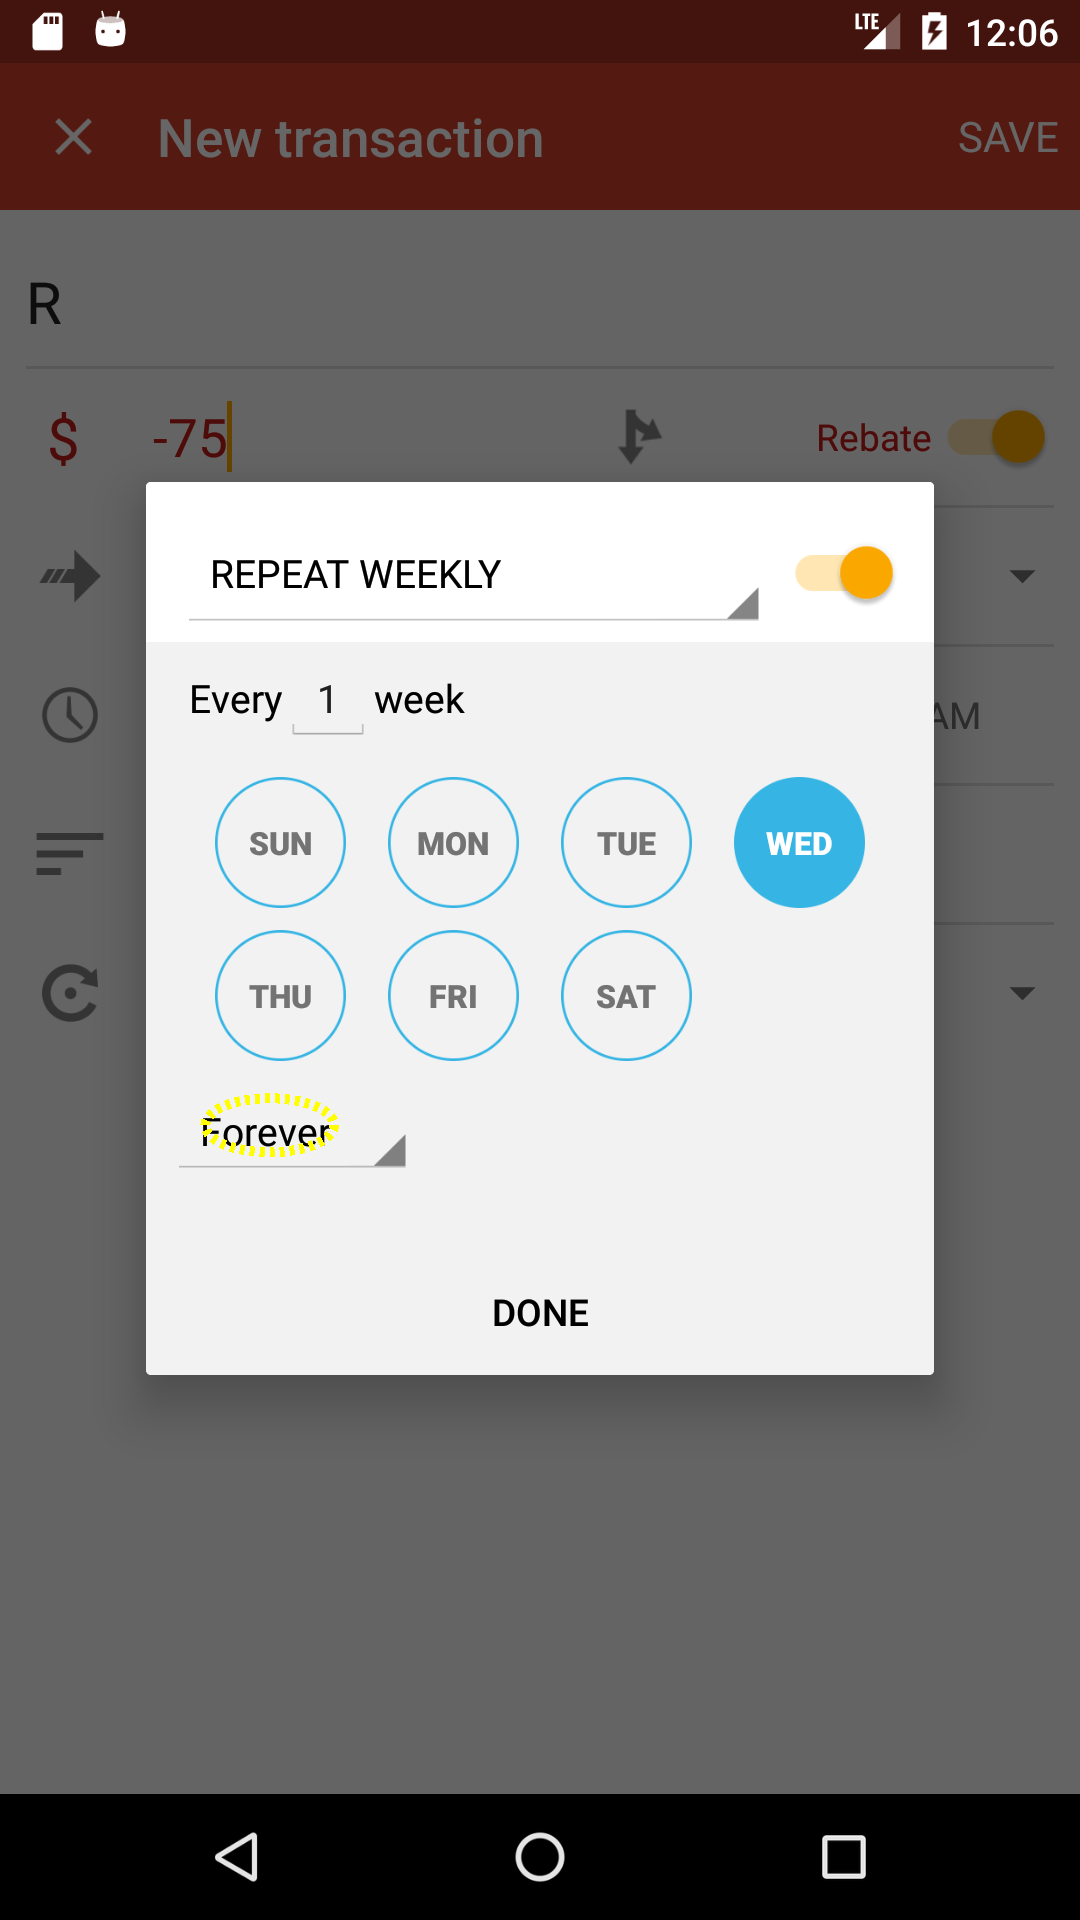 LTE 12:06
New transaction SAVE
R
$ -75 Rebate
REPEAT WEEKLY
Every 1 week
AM
SUN MON TUE WED
THU FRI SAT
Forever
DONE